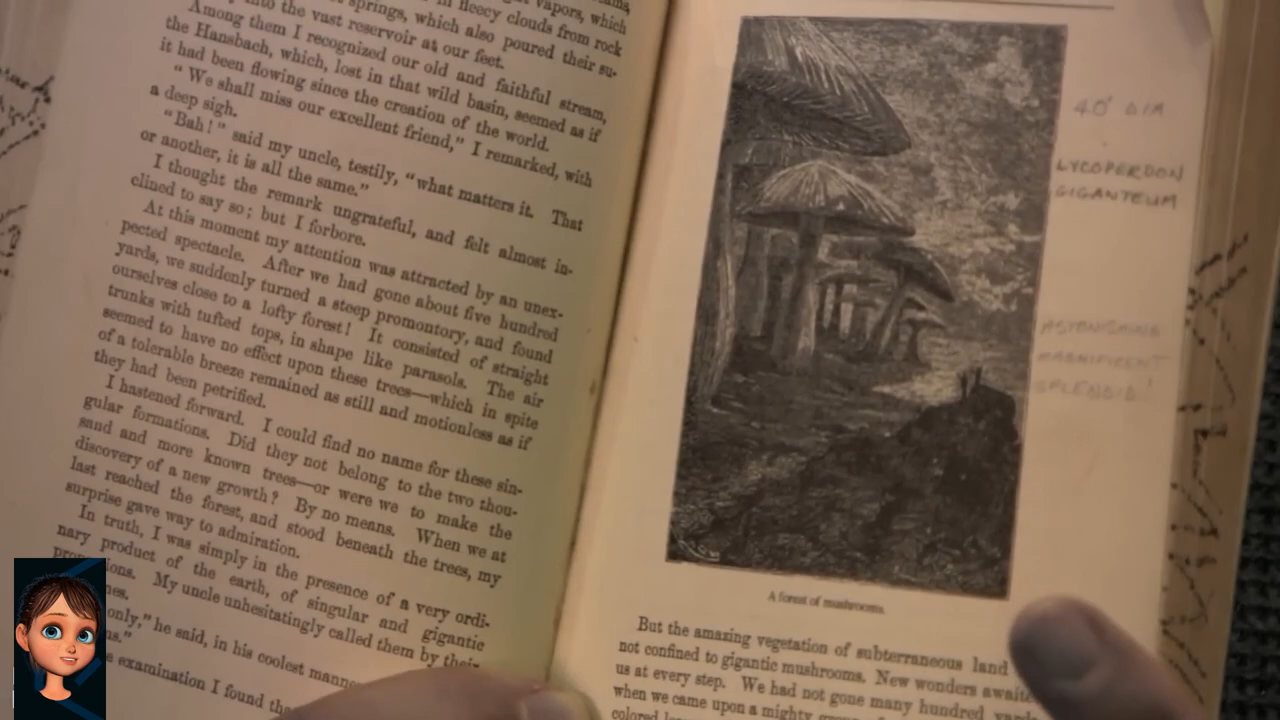 springs, which also poured their su-
into the vast reservoir at our feet.
Among them I recognized our old and faithful stream,
the Hansbach, which, lost in that wild basin, seemed as if
it had been flowing since the creation of the world.
“ We shall miss our excellent friend,” I remarked, with
a deep sigh.
“Bah ! ” said my uncle, testily, “ what matters it. That
or another, it is all the same.”
I thought the remark ungrateful, and felt almost in-
clined to say so ; but I forbore.
At this moment my attention was attracted by an unex-
pected spectacle. After we had gone about five hundred
yards, we suddenly turned a steep promontory, and found
ourselves close to a lofty forest ! It consisted of straight
trunks with tufted tops, in shape like parasols. The air
seemed to have no effect upon these trees—which in spite
of a tolerable breeze remained as still and motionless as if
they had been petrified.
I hastened forward. I could find no name for these sin-
gular formations. Did they not belong to the two thou-
sand and more known trees—or were we to make the
discovery of a new growth ? By no means. When we at
last reached the forest, and stood beneath the trees, my
surprise gave way to admiration.
In truth, I was simply in the presence of a very ordi-
nary product of the earth, of singular and gigantic
My uncle unhesitatingly called them by their
only,” he said, in his coolest
examination I found
40' DIA
LYCOPERDON
GIGANTEUM
ASTONISHING
MAGNIFICENT
SPLENDID!
A forest of mushrooms.
But the amazing vegetation of subterraneous land
not confined to gigantic mushrooms. New wonders
us at every step. We had not gone many hundred
when we came upon a mighty